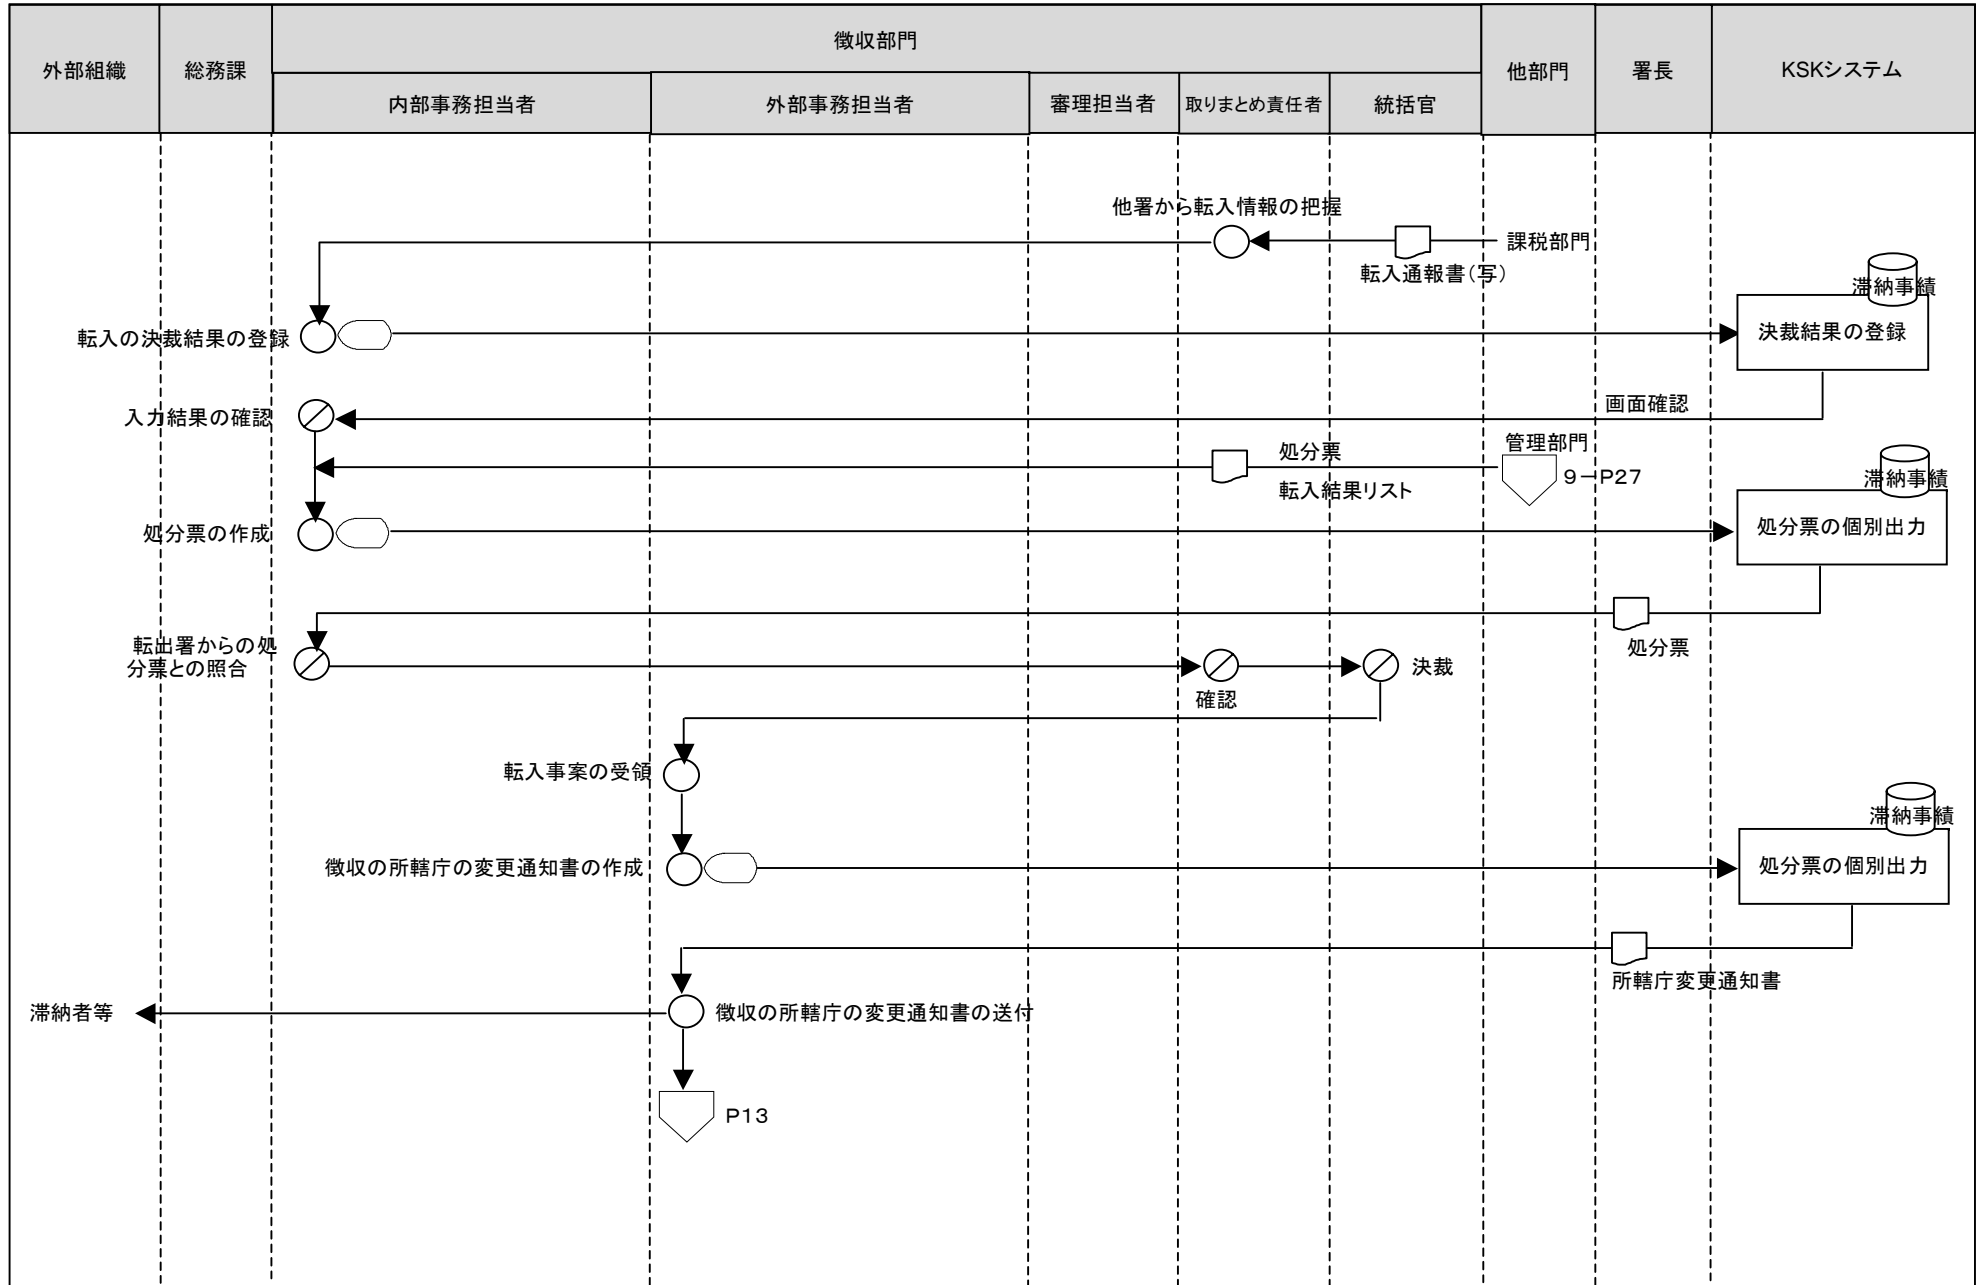 外部組織
総務課
徴収部門
他部門
署長
KSKシステム
内部事務担当者
外部事務担当者
審理担当者
取りまとめ責任者
統括官
他署から転入情報の把握
課税部門
転入通報書（写）
滞納事績
転入の決裁結果の登録
決裁結果の登録
入力結果の確認
画面確認
処分票
管理部門
転入結果リスト
9－P27
滞納事績
処分票の作成
処分票の個別出力
転出署からの処
分票との照合
処分票
確認
決裁
転入事案の受領
滞納事績
徴収の所轄庁の変更通知書の作成
処分票の個別出力
所轄庁変更通知書
滞納者等
徴収の所轄庁の変更通知書の送付
P13